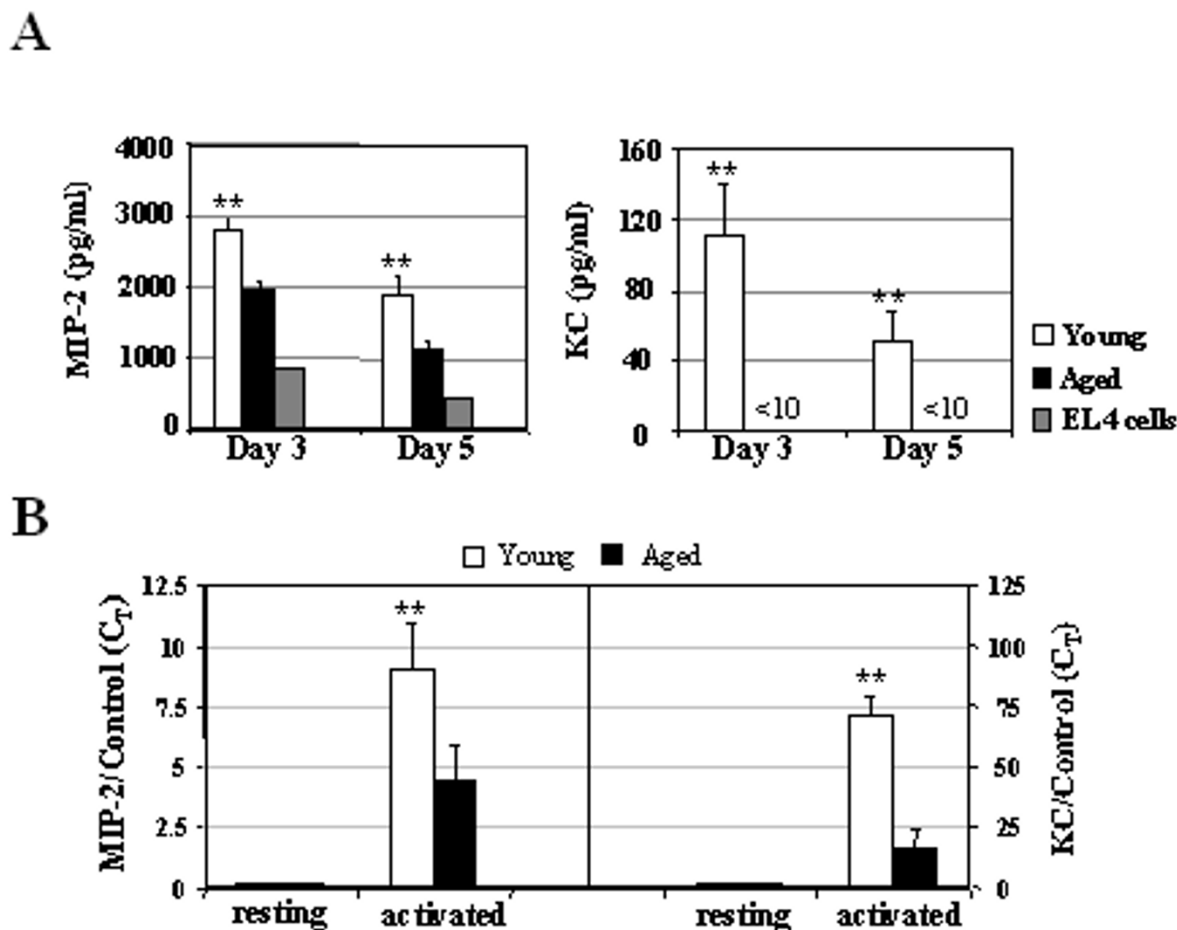 A
4000
3000
2000
1000
0
MIP-2 (pg/ml)
**
**
Day 3 Day 5
160
120
80
40
0
KC (pg/ml)
**
**
<10
<10
Day 3 Day 5
Young
Aged
EL4 cells
B
Young Aged
12.5
10
7.5
5
2.5
0
MIP-2/Control (CT)
**
**
resting activated resting activated
125
100
75
50
25
0
KC/Control (CT)